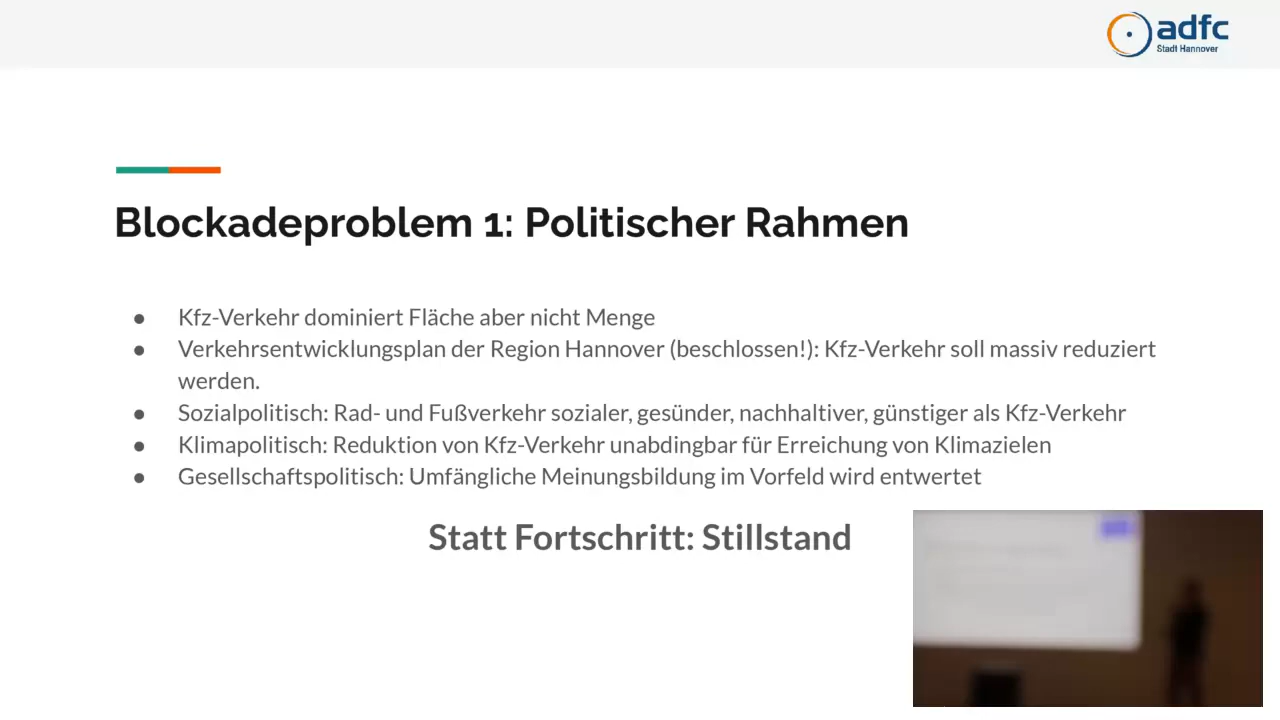 adfc
Stadt Hannover
Blockadeproblem 1: Politischer Rahmen
● Kfz-Verkehr dominiert Fläche aber nicht Menge
● Verkehrsentwicklungsplan der Region Hannover (beschlossen!): Kfz-Verkehr soll massiv reduziert
werden.
● Sozialpolitisch: Rad- und Fußverkehr sozialer, gesünder, nachhaltiver, günstiger als Kfz-Verkehr
● Klimapolitisch: Reduktion von Kfz-Verkehr unabdingbar für Erreichung von Klimazielen
● Gesellschaftspolitisch: Umfängliche Meinungsbildung im Vorfeld wird entwertet
Statt Fortschritt: Stillstand